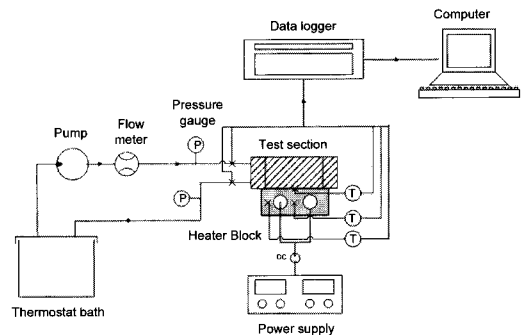 Computer
Data logger
Pressure
gauge
Flow
meter
Pump
Test section
P
P
T
T
T
Heater Block
DC
Thermostat bath
Power supply